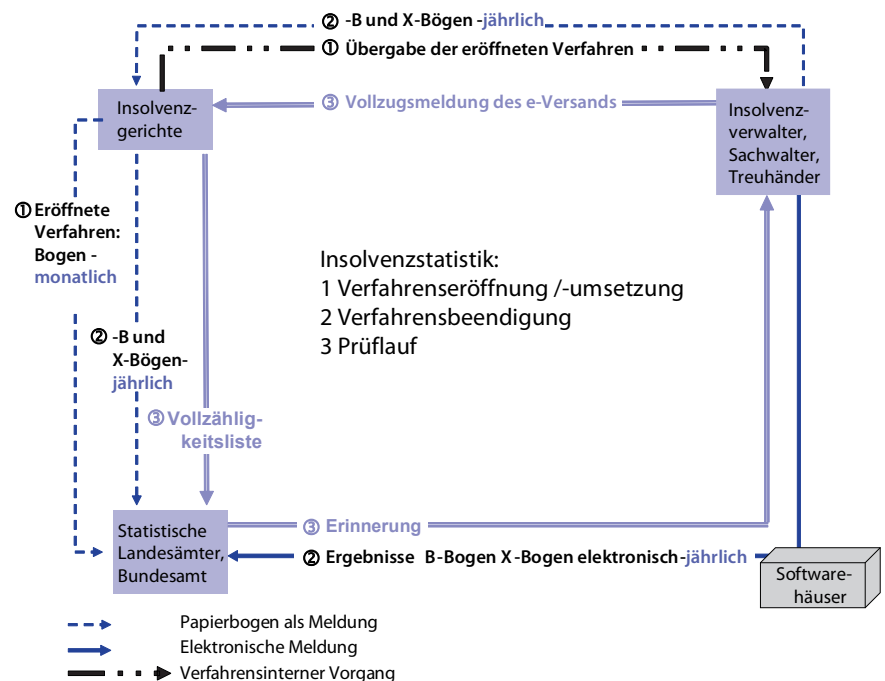 ② -B und X-Bögen -jährlich
① Übergabe der eröffneten Verfahren
③ Vollzugsmeldung des e-Versands
Insolvenz-
gerichte
Insolvenz-
verwalter,
Sachwalter,
Treuhänder
① Eröffnete
Verfahren:
Bogen -
monatlich
Insolvenzstatistik:
1 Verfahrenseröffnung /-umsetzung
2 Verfahrensbeendigung
3 Prüflauf
② -B und
X-Bögen-
jährlich
③ Vollzählig-
keitsliste
Statistische
Landesämter,
Bundesamt
③ Erinnerung
② Ergebnisse B-Bogen X-Bogen elektronisch-jährlich
Software-
häuser
Papierbogen als Meldung
Elektronische Meldung
Verfahrensinterner Vorgang